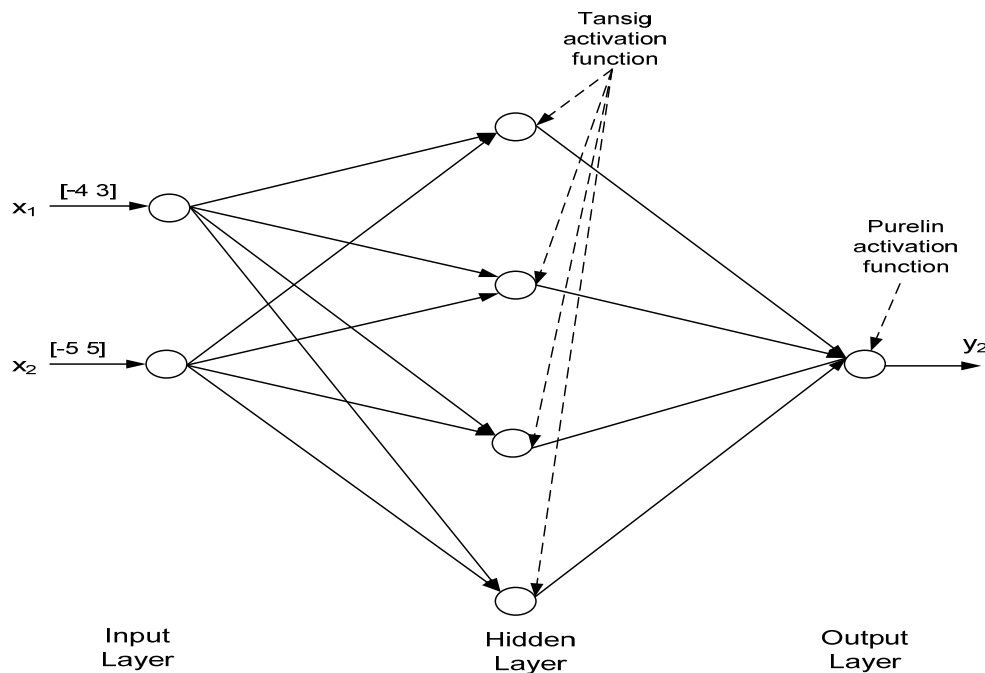 Tansig
activation
function
[-4 3]
x₁
Purelin
activation
function
[-5 5]
x₂
y₂
Input
Layer
Hidden
Layer
Output
Layer